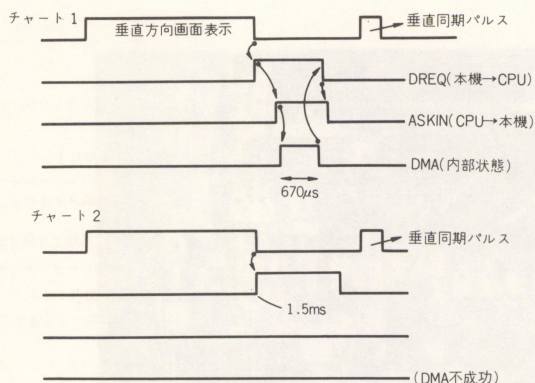 チャート 1
垂直方向画面表示
垂直同期パルス
DREQ(本機→CPU)
ASKIN(CPU→本機)
DMA(内部状態)
670μs
チャート 2
垂直同期パルス
1.5ms
(DMA不成功)